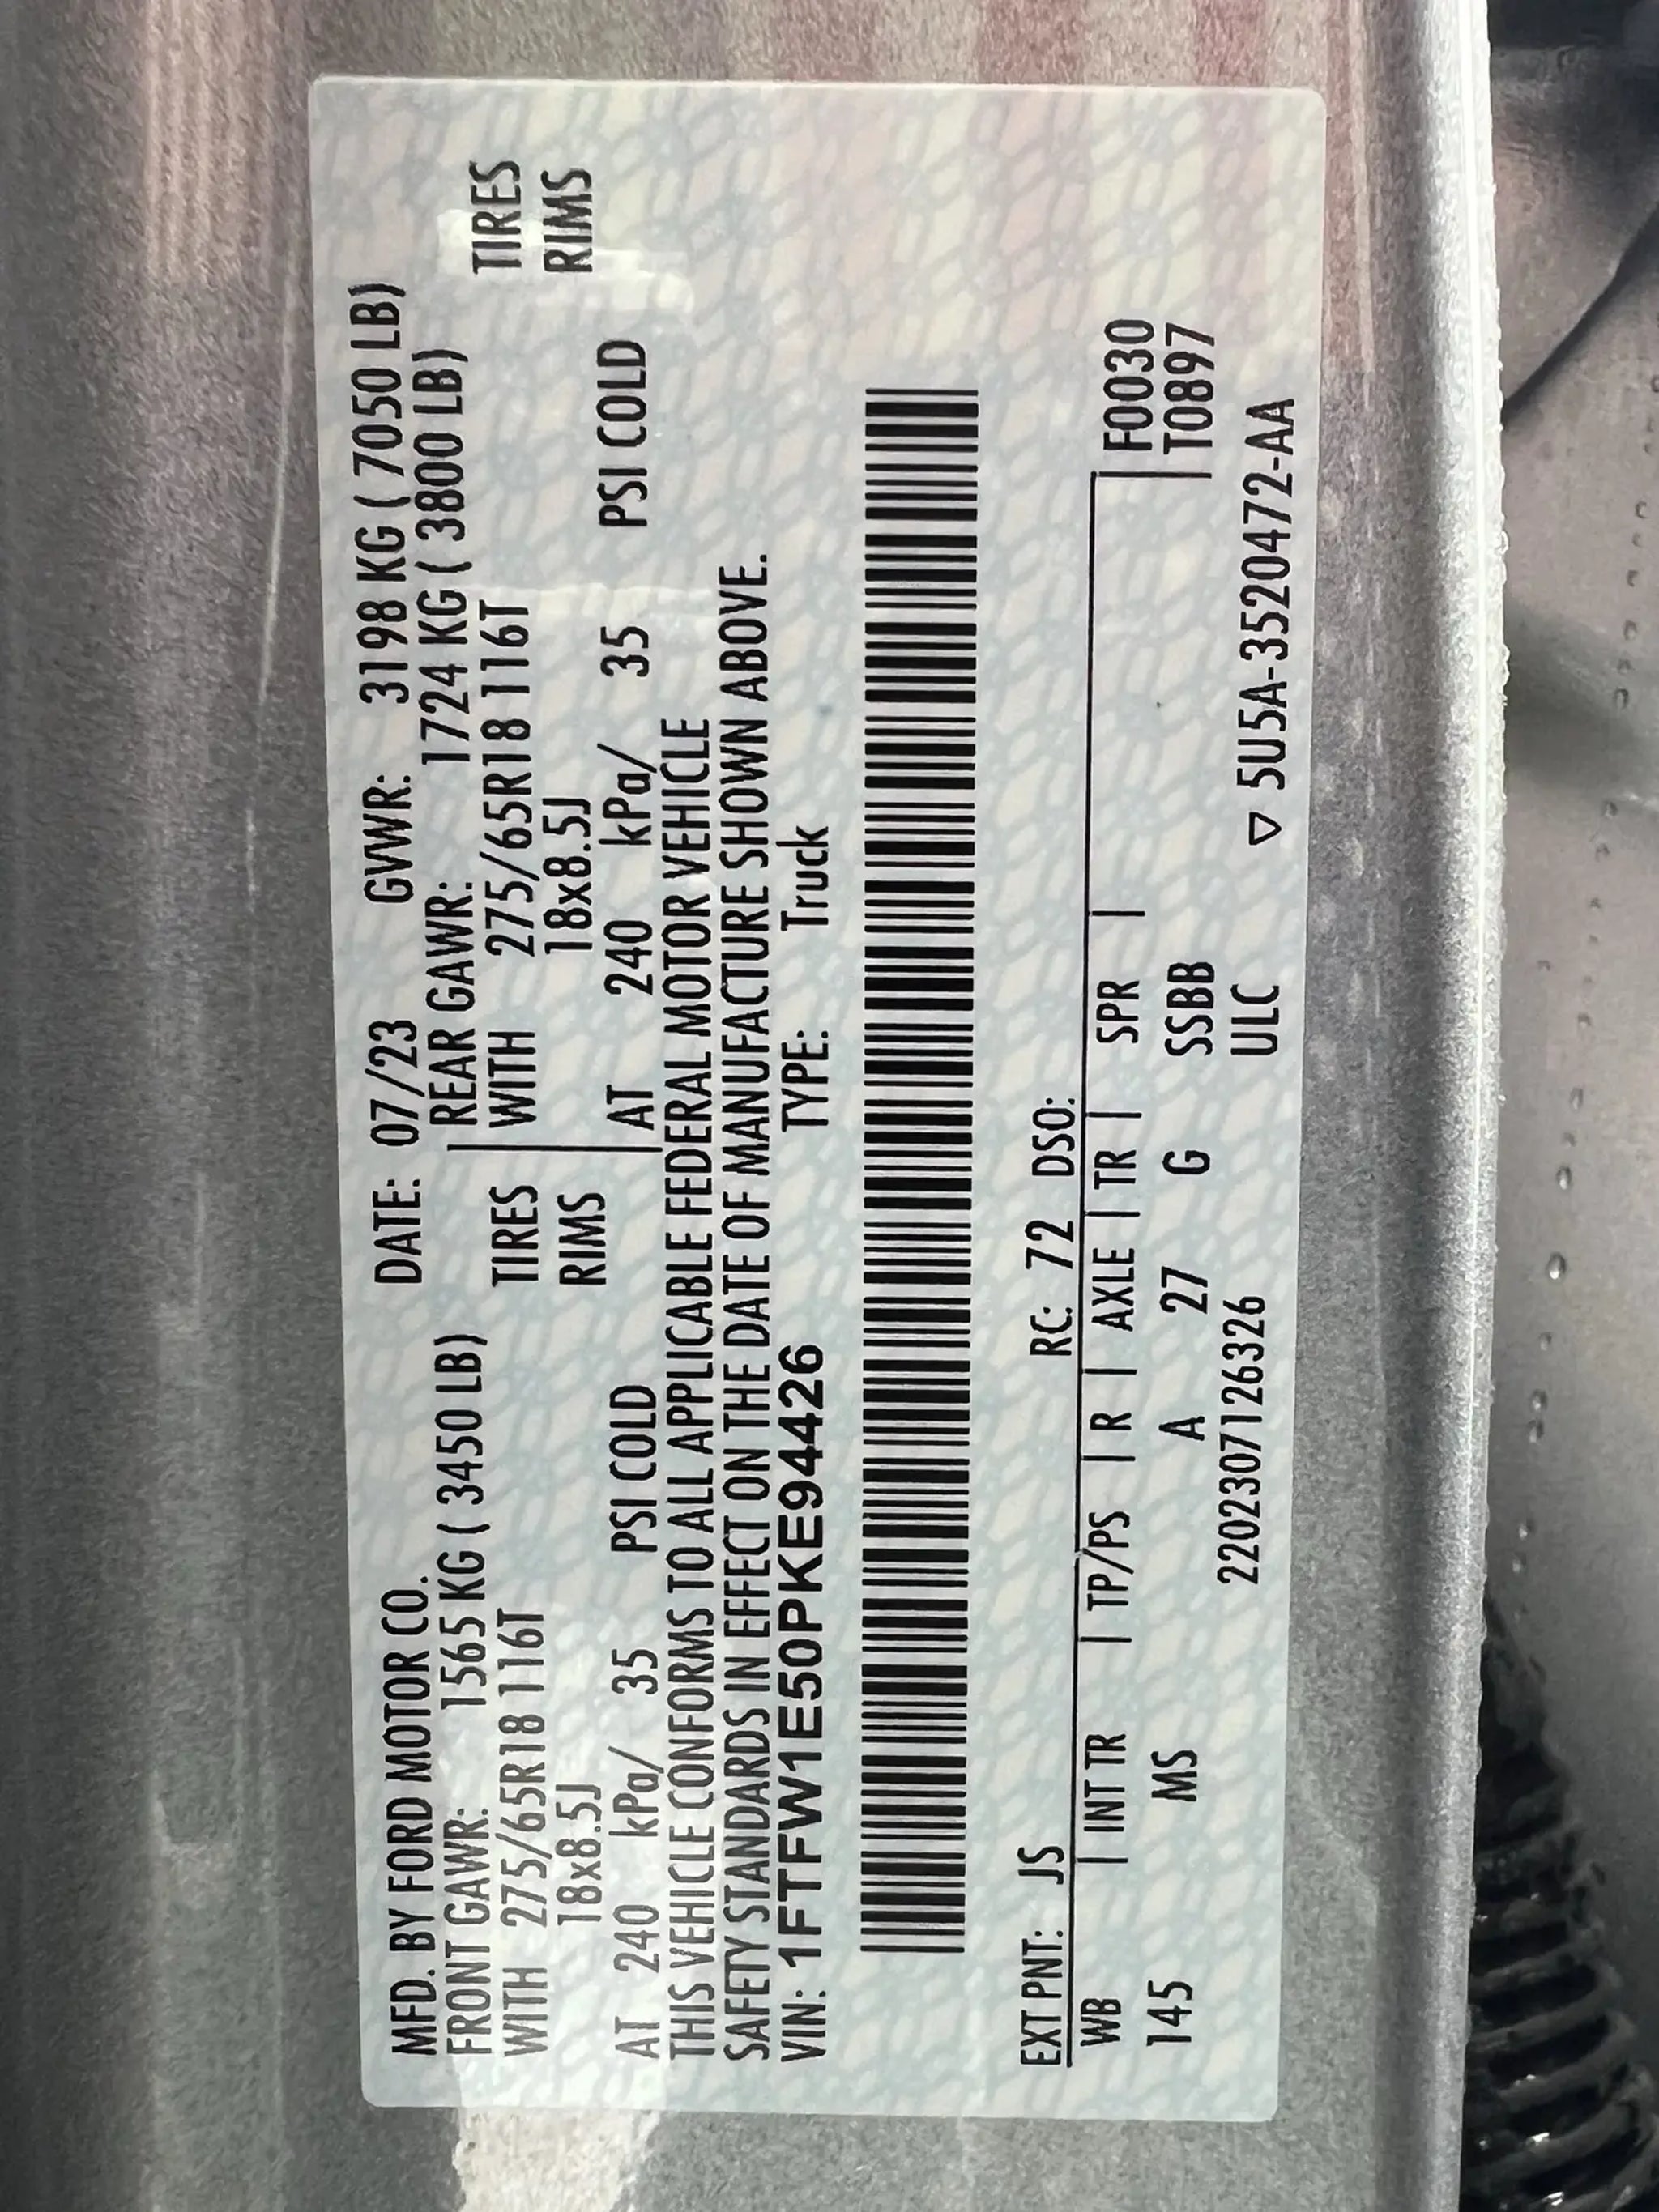 MFD. BY FORD MOTOR CO. DATE: 07/23 GVWR: 3198 KG ( 7050 LB)
FRONT GAWR: 1565 KG ( 3450 LB) REAR GAWR: 1724 KG ( 3800 LB)
WITH 275/65R18 116T TIRES WITH 275/65R18 116T TIRES
18x8.5J RIMS 18x8.5J RIMS
AT 240 kPa/ 35 PSI COLD AT 240 kPa/ 35 PSI COLD
THIS VEHICLE CONFORMS TO ALL APPLICABLE FEDERAL MOTOR VEHICLE
SAFETY STANDARDS IN EFFECT ON THE DATE OF MANUFACTURE SHOWN ABOVE.
VIN: 1FTFW1E50PKE94426 TYPE: Truck
EXT PNT: JS RC: 72 DSO:
WB | INT TR | TP/PS | R | AXLE | TR | SPR | | F0030
145 MS A 27 G SSBB T0897
2202307126326 ULC ▽ 5U5A-3520472-AA